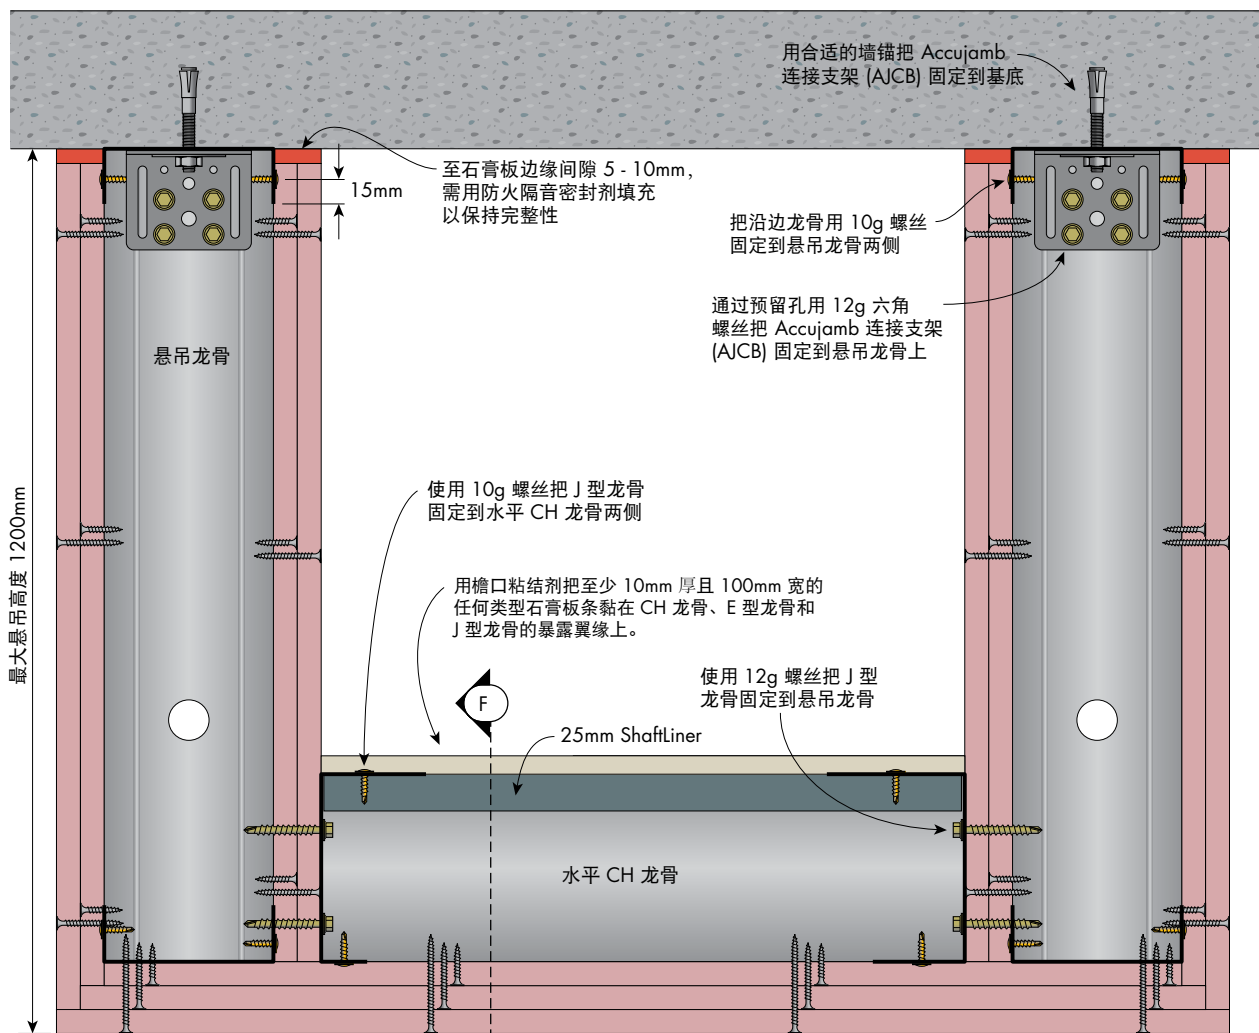 用合适的墙锚把 Accujamb
连接支架 (AJCB) 固定到基底
至石膏板边缘间隙 5 - 10mm,
需用防火隔音密封剂填充
以保持完整性
15mm
把沿边龙骨用 10g 螺丝
固定到悬吊龙骨两侧
通过预留孔用 12g 六角
螺丝把 Accujamb 连接支架
(AJCB) 固定到悬吊龙骨上
悬吊龙骨
最大悬吊高度 1200mm
使用 10g 螺丝把 J 型龙骨
固定到水平 CH 龙骨两侧
用檐口粘结剂把至少 10mm 厚且 100mm 宽的
任何类型石膏板条黏在 CH 龙骨、E 型龙骨和
J 型龙骨的暴露翼缘上。
使用 12g 螺丝把 J 型
龙骨固定到悬吊龙骨
F
25mm ShaftLiner
水平 CH 龙骨